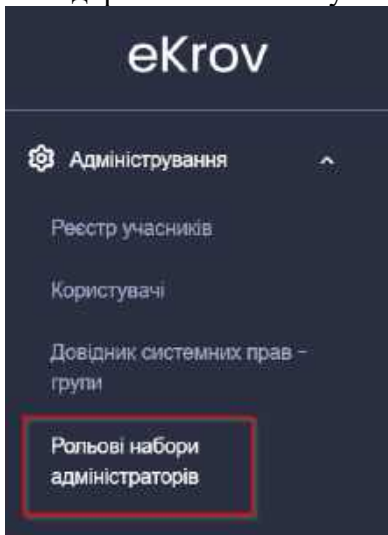 eKrov
Адміністрування
Реєстр учасників
Користувачі
Довідник системних прав –
групи
Рольові набори
адміністраторів